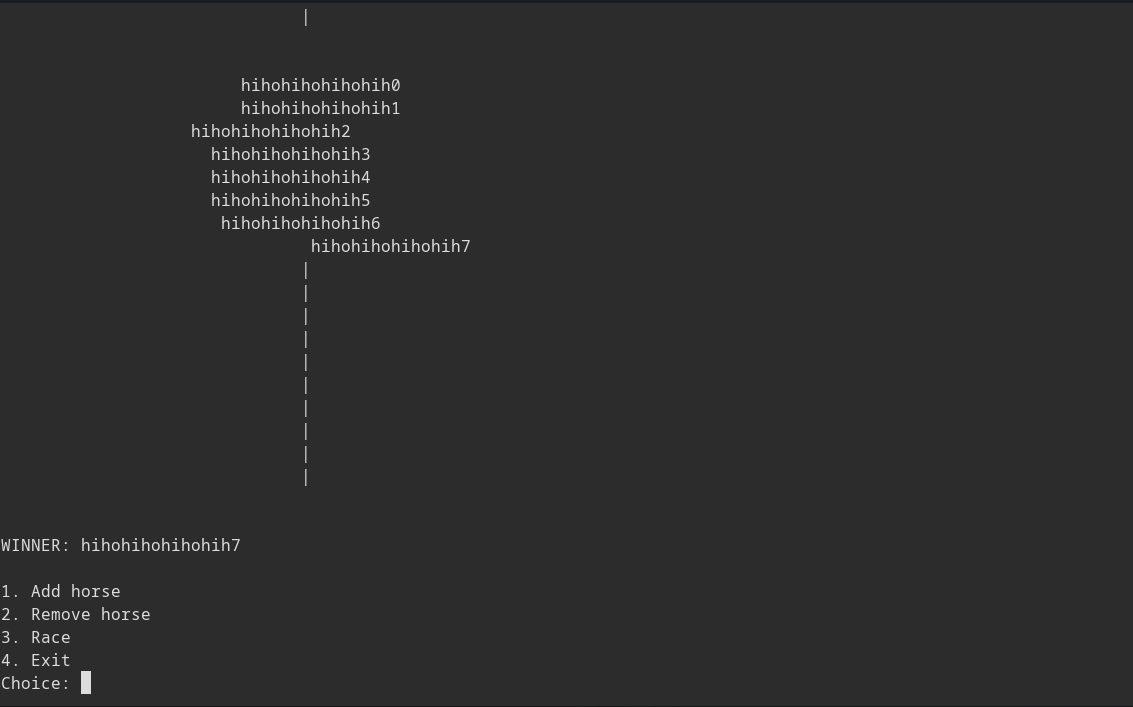 |
hihohihohihohih0
hihohihohihohih1
hihohihohihohih2
hihohihohihohih3
hihohihohihohih4
hihohihohihohih5
hihohihohihohih6
hihohihohihohih7
|
|
|
|
|
|
|
|
|
|
WINNER: hihohihohihohih7
1. Add horse
2. Remove horse
3. Race
4. Exit
Choice: